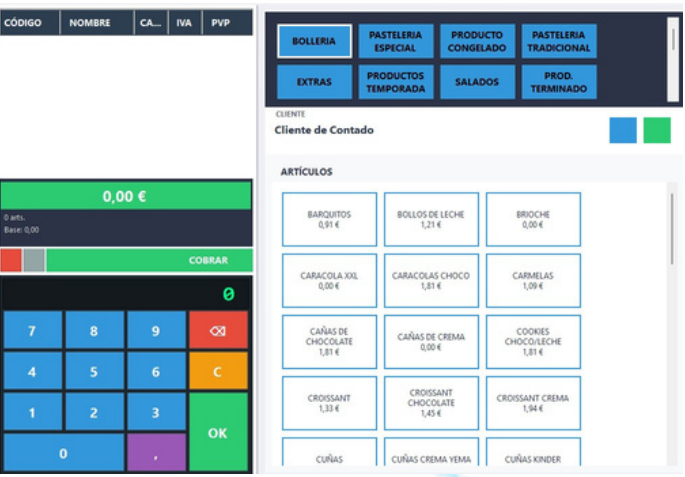 CÓDIGO NOMBRE CA... IVA PVP
0,00 €
0 arts.
Base: 0,00
COBRAR
0
7 8 9
4 5 6 C
1 2 3
0 , OK
BOLLERIA PASTELERIA ESPECIAL PRODUCTO CONGELADO PASTELERIA TRADICIONAL
EXTRAS PRODUCTOS TEMPORADA SALADOS PROD. TERMINADO
CLIENTE
Cliente de Contado
ARTÍCULOS
BARQUITOS
0,91 €
BOLLOS DE LECHE
1,21 €
BRIOCHE
0,00 €
CARACOLA XXL
0,00 €
CARACOLAS CHOCO
1,81 €
CARMELAS
1,09 €
CAÑAS DE
CHOCOLATE
1,81 €
CAÑAS DE CREMA
0,00 €
COOKIES
CHOCO/LECHE
1,81 €
CROISSANT
1,33 €
CROISSANT
CHOCOLATE
1,45 €
CROISSANT CREMA
1,94 €
CUÑAS
CUÑAS CREMA YEMA
CUÑAS KINDER